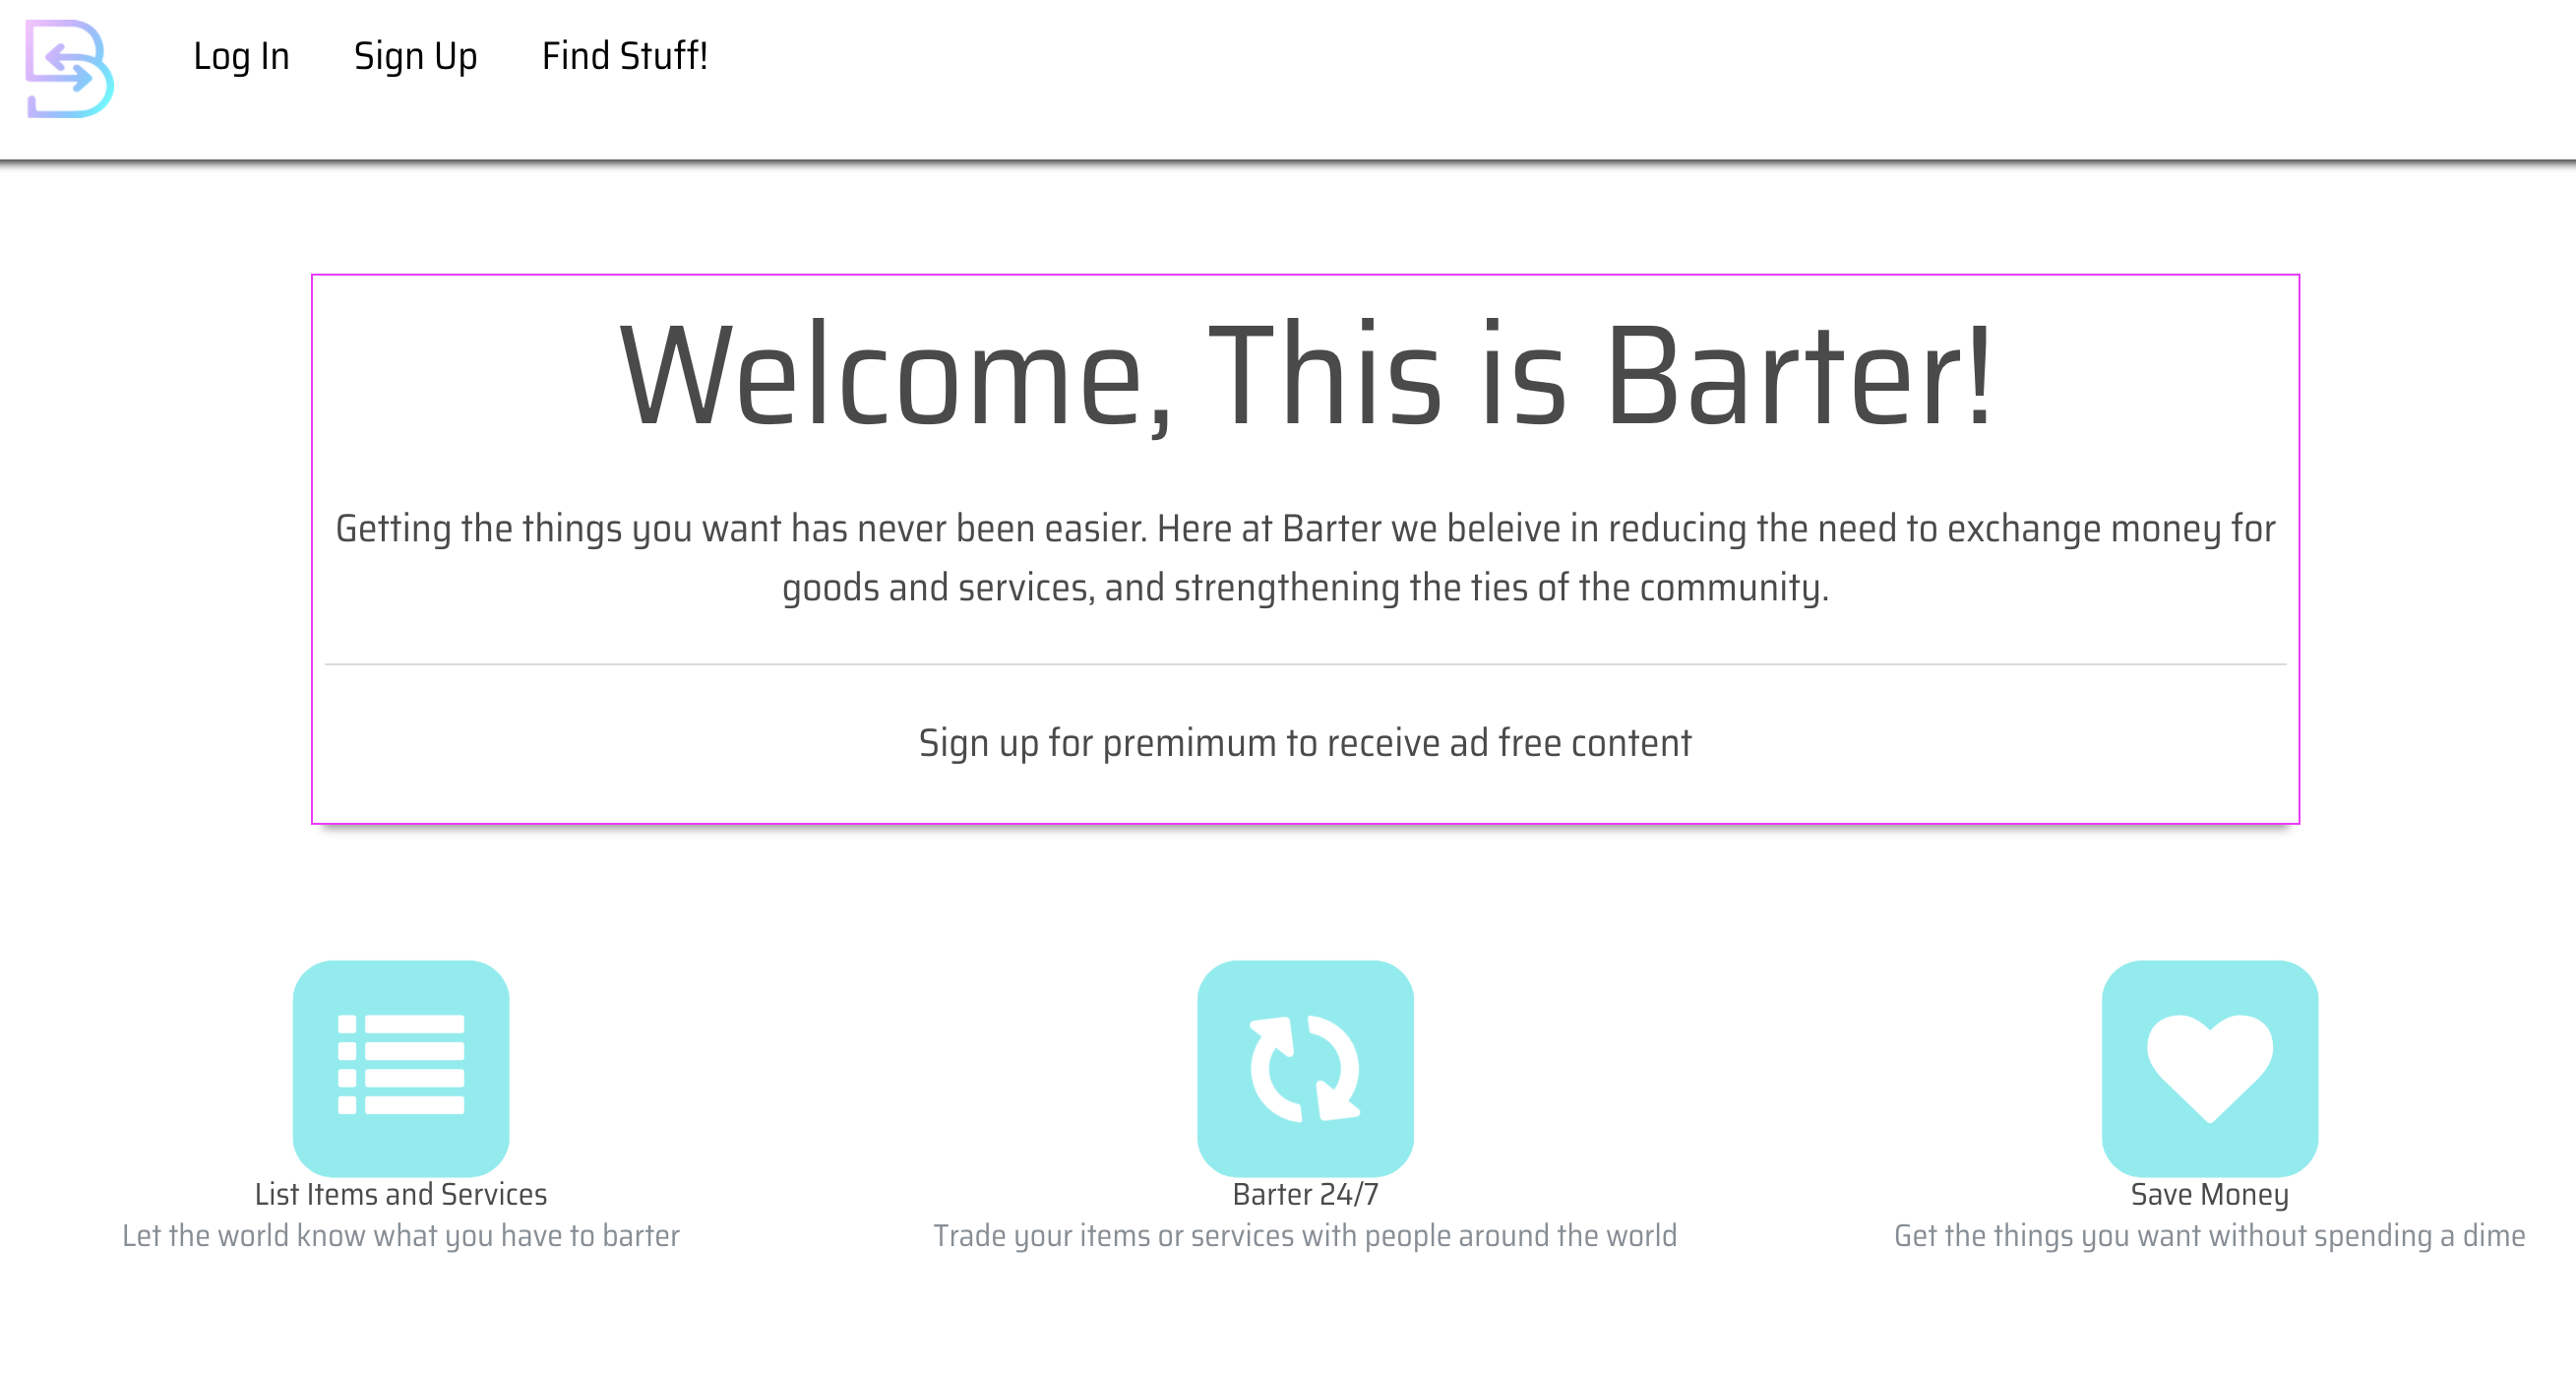 Log In Sign Up Find Stuff!
Welcome, This is Barter!
Getting the things you want has never been easier. Here at Barter we beleive in reducing the need to exchange money for
goods and services, and strengthening the ties of the community.
Sign up for premimum to receive ad free content
List Items and Services
Let the world know what you have to barter
Barter 24/7
Trade your items or services with people around the world
Save Money
Get the things you want without spending a dime